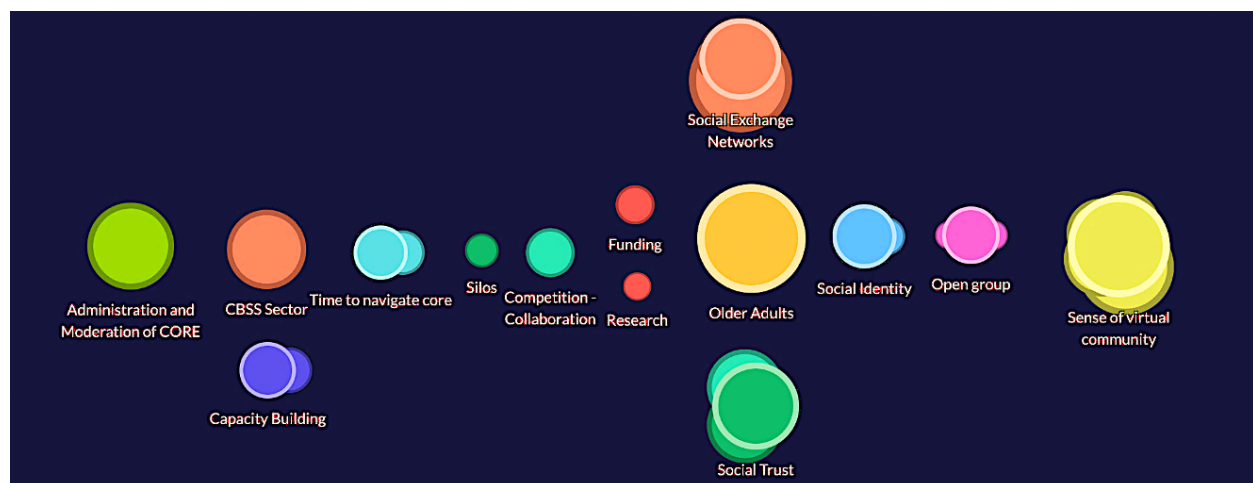 Social Exchange
Networks
Administration and
Moderation of CORE
CBSS Sector
Time to navigate core
Silos
Competition -
Collaboration
Funding
Research
Older Adults
Social Identity
Open group
Sense of virtual
community
Capacity Building
Social Trust